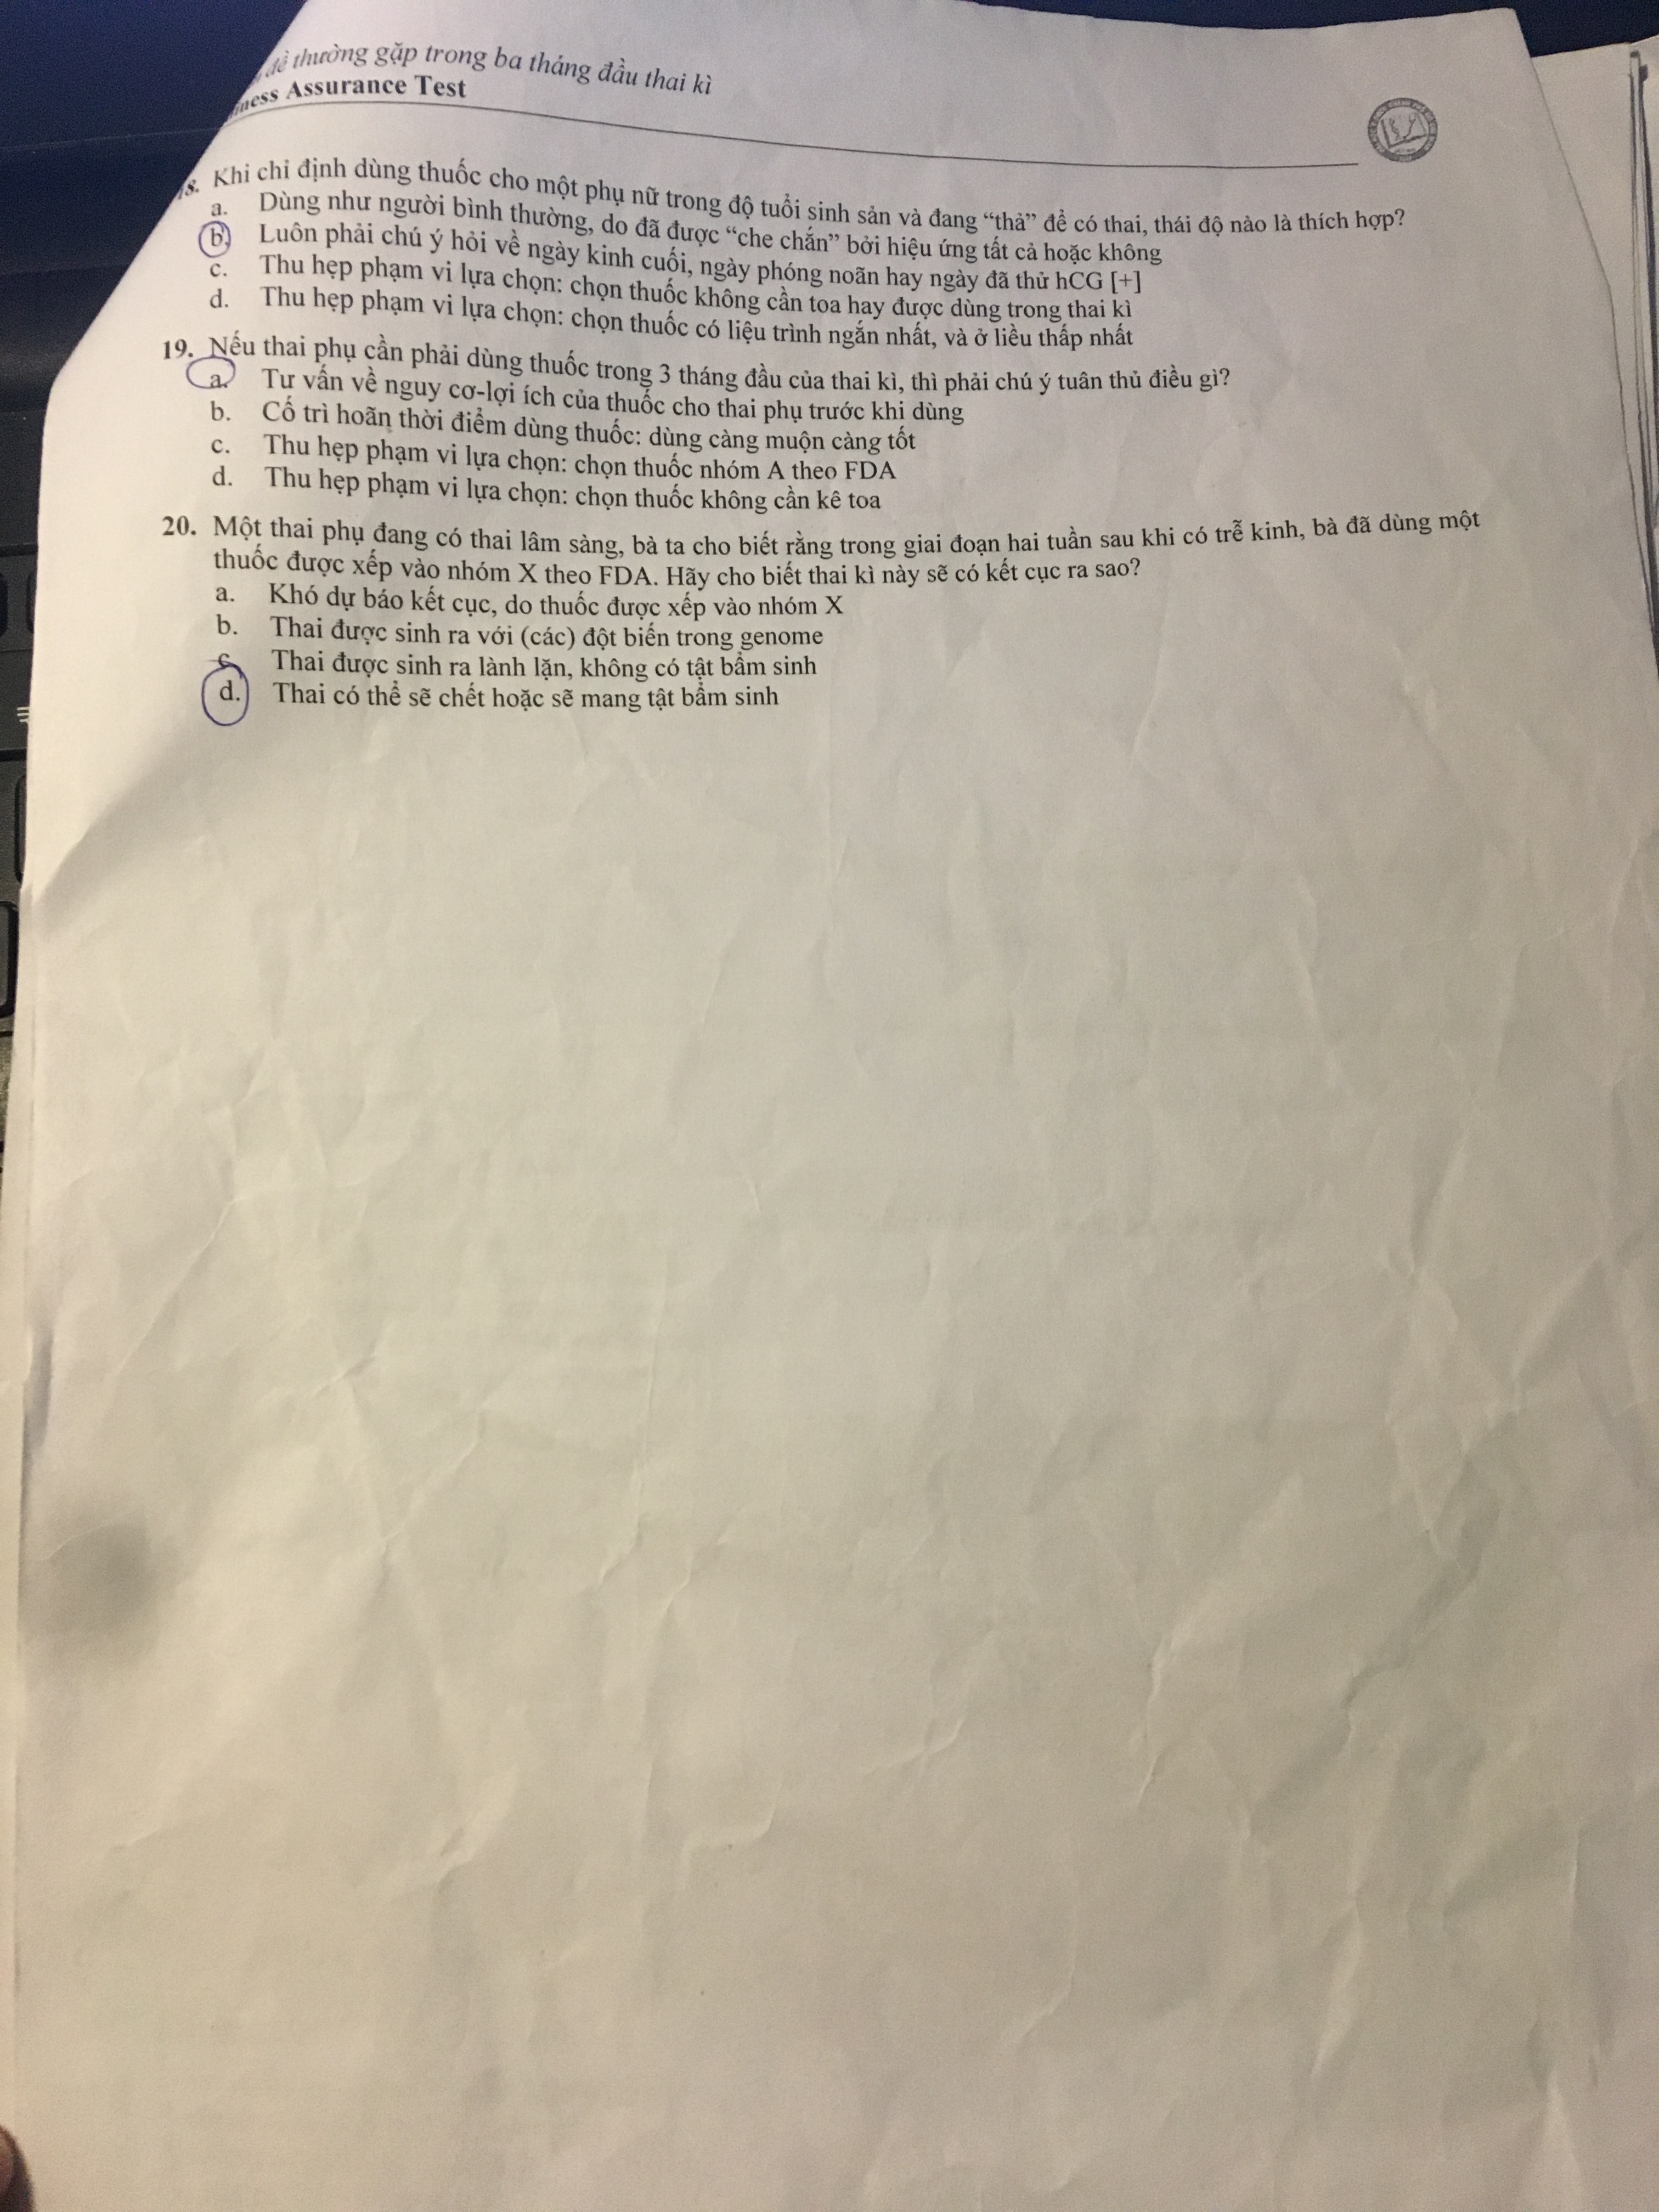 đề thường gặp trong ba tháng đầu thai kì
ness Assurance Test
18. Khi chỉ định dùng thuốc cho một phụ nữ trong độ tuổi sinh sản và đang “thả” để có thai, thái độ nào là thích hợp?
a. Dùng như người bình thường, do đã được “che chắn” bởi hiệu ứng tất cả hoặc không
b. Luôn phải chú ý hỏi về ngày kinh cuối, ngày phóng noãn hay ngày đã thử hCG [+]
c. Thu hẹp phạm vi lựa chọn: chọn thuốc không cần toa hay được dùng trong thai kì
d. Thu hẹp phạm vi lựa chọn: chọn thuốc có liệu trình ngắn nhất, và ở liều thấp nhất
19. Nếu thai phụ cần phải dùng thuốc trong 3 tháng đầu của thai kì, thì phải chú ý tuân thủ điều gì?
a. Tư vấn về nguy cơ-lợi ích của thuốc cho thai phụ trước khi dùng
b. Cố trì hoãn thời điểm dùng thuốc: dùng càng muộn càng tốt
c. Thu hẹp phạm vi lựa chọn: chọn thuốc nhóm A theo FDA
d. Thu hẹp phạm vi lựa chọn: chọn thuốc không cần kê toa
20. Một thai phụ đang có thai lâm sàng, bà ta cho biết rằng trong giai đoạn hai tuần sau khi có trễ kinh, bà đã dùng một
thuốc được xếp vào nhóm X theo FDA. Hãy cho biết thai kì này sẽ có kết cục ra sao?
a. Khó dự báo kết cục, do thuốc được xếp vào nhóm X
b. Thai được sinh ra với (các) đột biến trong genome
c. Thai được sinh ra lành lặn, không có tật bẩm sinh
d. Thai có thể sẽ chết hoặc sẽ mang tật bẩm sinh